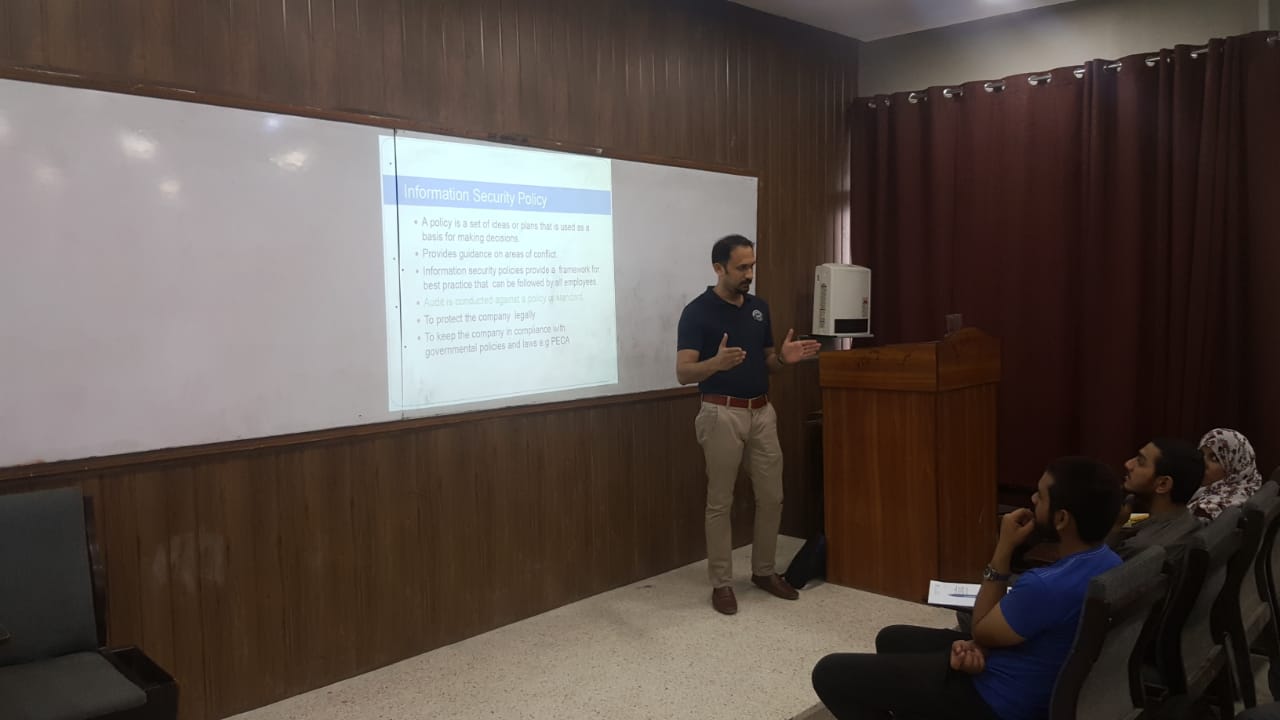 Information Security Policy
• A policy is a set of ideas or plans that is used as a
basis for making decisions.
• Provides guidance on areas of conflict.
• Information security policies provide a framework for
best practice that can be followed by all employees.
• Audit is conducted against a policy or standard.
• To protect the company legally
• To keep the company in compliance with
governmental policies and laws e.g PECA